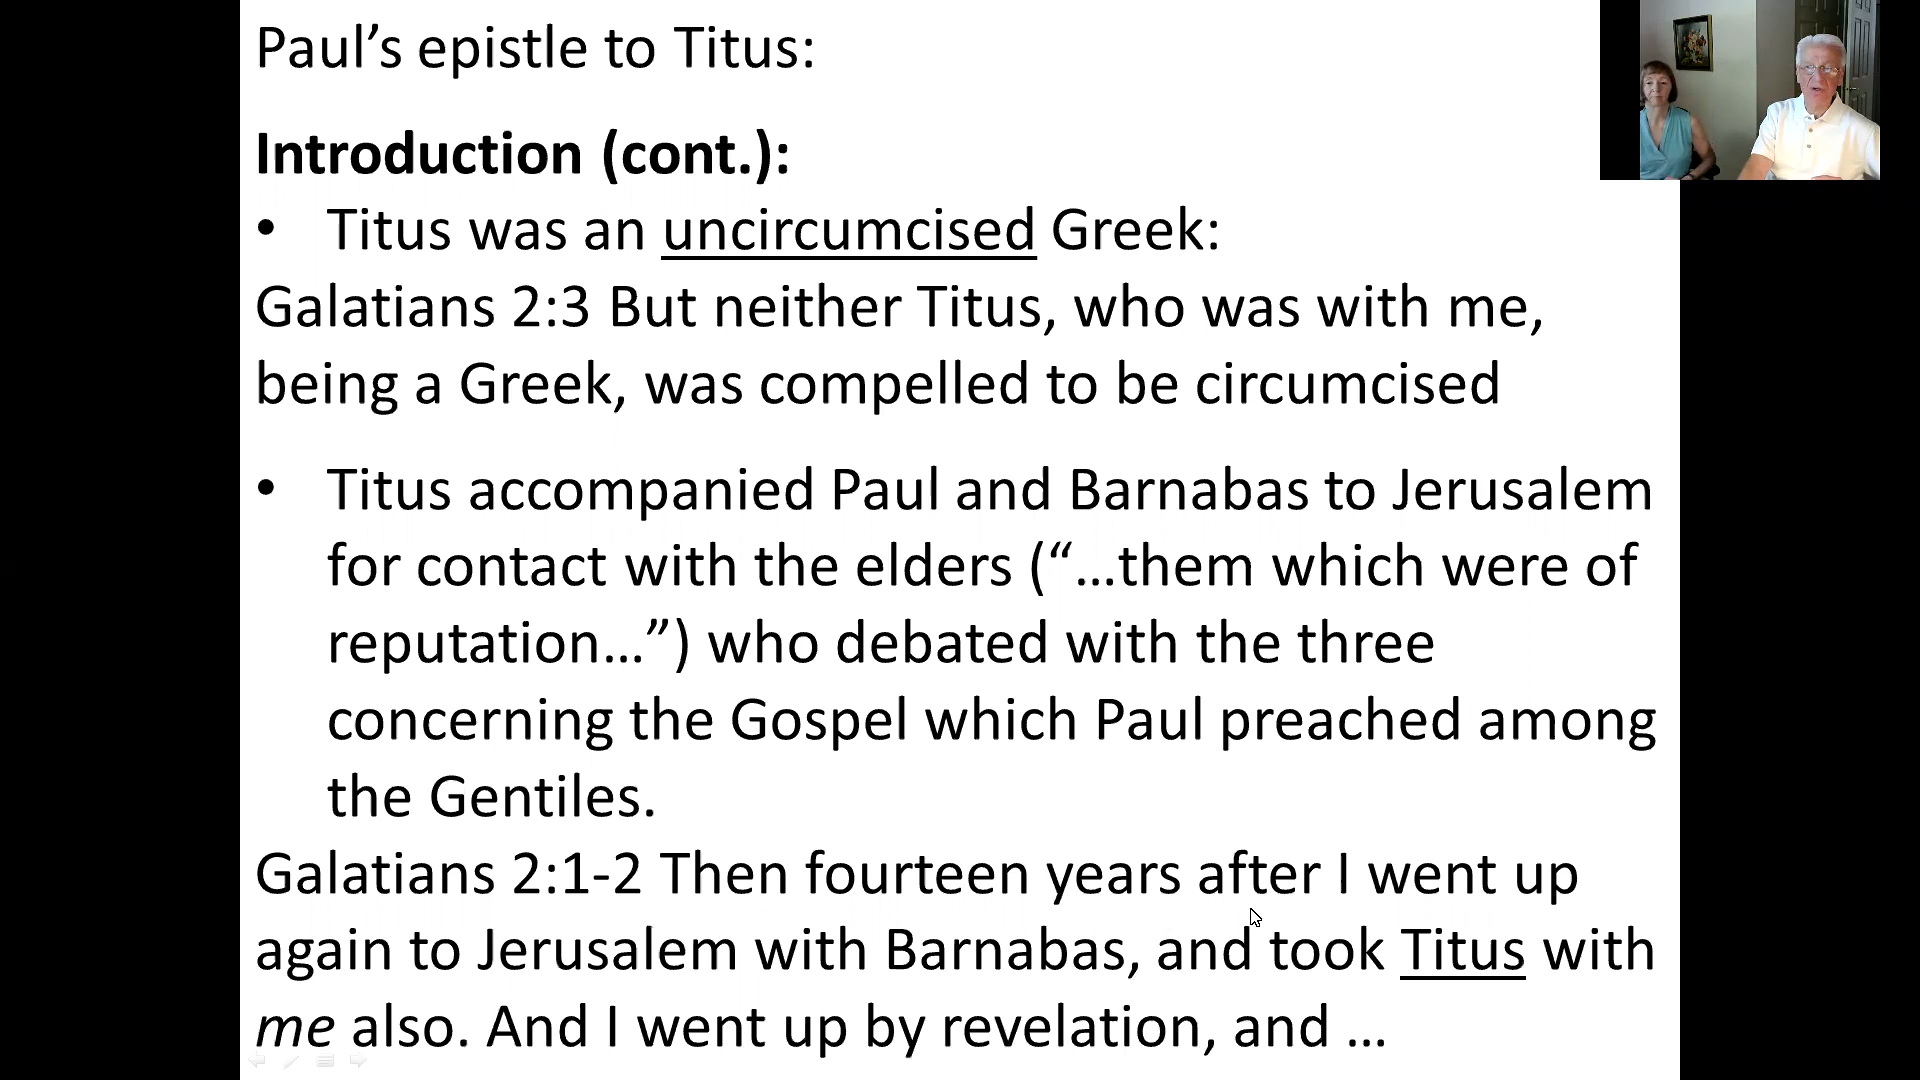 Paul’s epistle to Titus:
Introduction (cont.):
• Titus was an uncircumcised Greek:
Galatians 2:3 But neither Titus, who was with me,
being a Greek, was compelled to be circumcised
• Titus accompanied Paul and Barnabas to Jerusalem
for contact with the elders (“…them which were of
reputation…”) who debated with the three
concerning the Gospel which Paul preached among
the Gentiles.
Galatians 2:1-2 Then fourteen years after I went up
again to Jerusalem with Barnabas, and took Titus with
me also. And I went up by revelation, and …